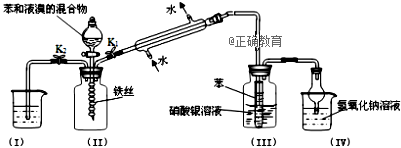 苯和液溴的混合物
水
K₂
K₁
@正确教育
水
铁丝
苯
硝酸银溶液
氢氧化钠溶液
(I)
(II)
(III)
(IV)